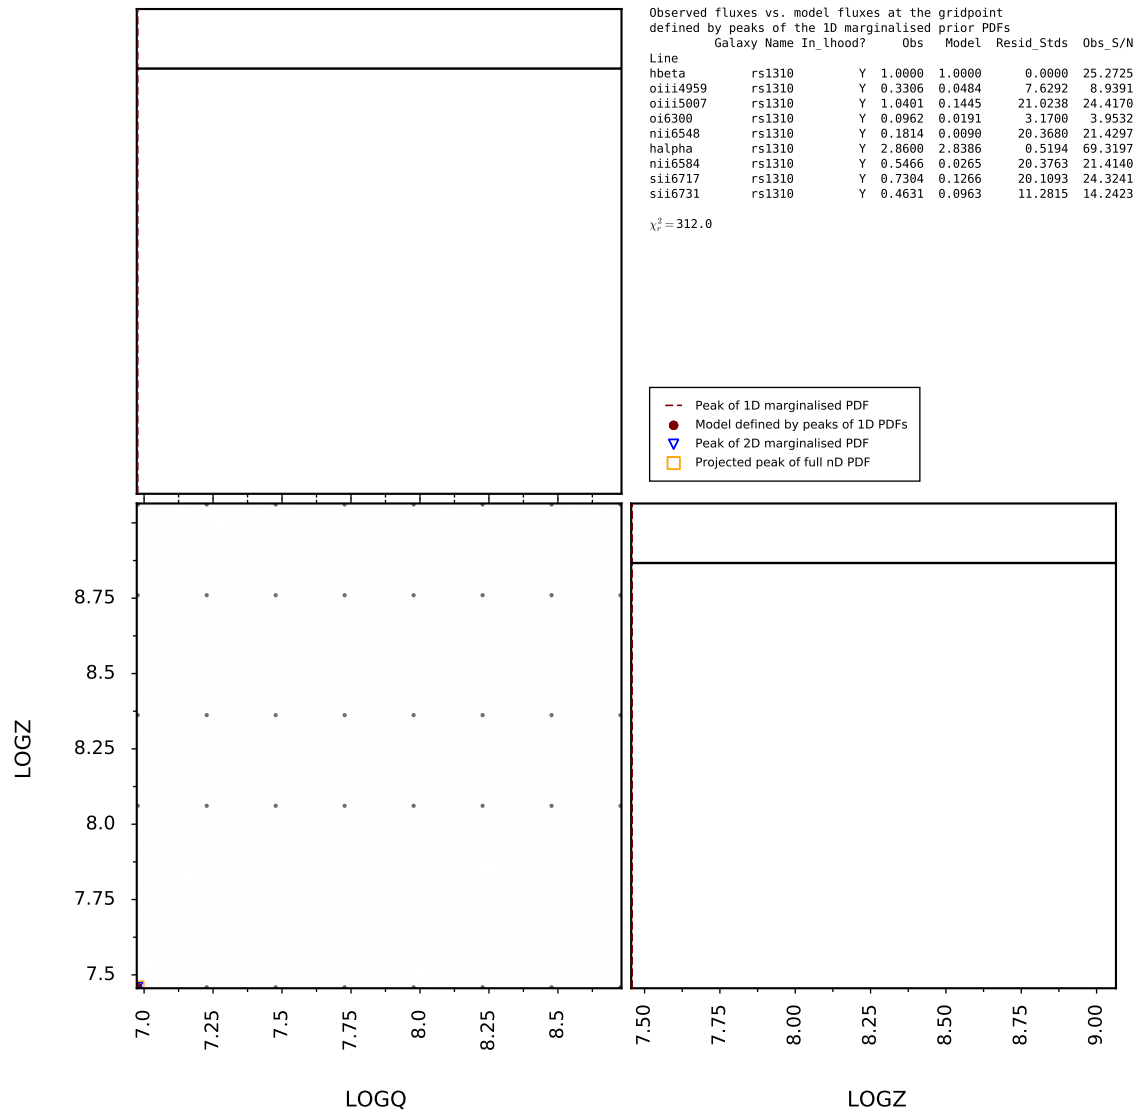 Observed fluxes vs. model fluxes at the gridpoint
defined by peaks of the 1D marginalised prior PDFs
Galaxy Name In_lhood? Obs Model Resid_Stds Obs_S/N
Line
hbeta rs1310 Y 1.0000 1.0000 0.0000 25.2725
oiii4959 rs1310 Y 0.3306 0.0484 7.6292 8.9391
oiii5007 rs1310 Y 1.0401 0.1445 21.0238 24.4170
oi6300 rs1310 Y 0.0962 0.0191 3.1700 3.9532
nii6548 rs1310 Y 0.1814 0.0090 20.3680 21.4297
halpha rs1310 Y 2.8600 2.8386 0.5194 69.3197
nii6584 rs1310 Y 0.5466 0.0265 20.3763 21.4140
sii6717 rs1310 Y 0.7304 0.1266 20.1093 24.3241
sii6731 rs1310 Y 0.4631 0.0963 11.2815 14.2423
χ²ᵣ = 312.0
Peak of 1D marginalised PDF
Model defined by peaks of 1D PDFs
Peak of 2D marginalised PDF
Projected peak of full nD PDF
8.75
8.5
8.25
8.0
7.75
7.5
LOGZ
7.0 7.25 7.5 7.75 8.0 8.25 8.5
LOGQ
7.50 7.75 8.00 8.25 8.50 8.75 9.00
LOGZ